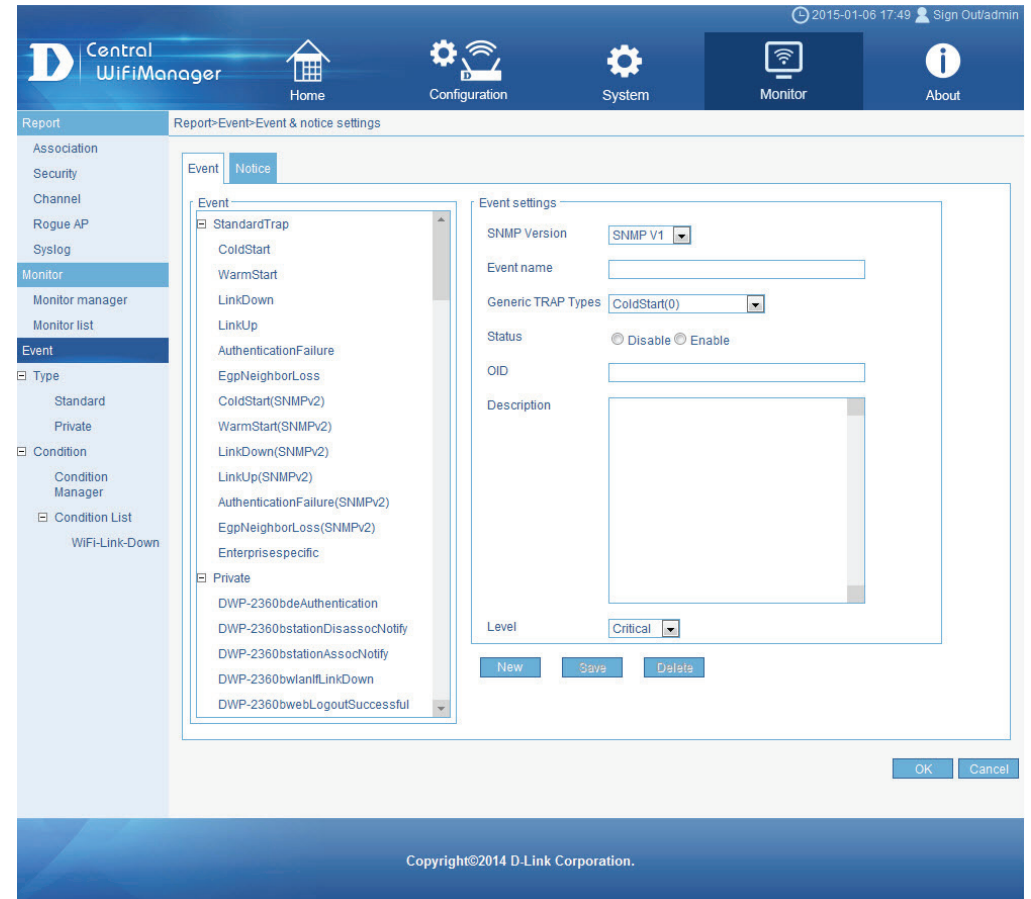 2015-01-06 17:49 Sign Out/admin
D Central WiFiManager
Home
Configuration
System
Monitor
About
Report
Association
Security
Channel
Rogue AP
Syslog
Monitor
Monitor manager
Monitor list
Event
Type
Standard
Private
Condition
Condition
Manager
Condition List
WiFi-Link-Down
Report>Event>Event & notice settings
Event Notice
Event
StandardTrap
ColdStart
WarmStart
LinkDown
LinkUp
AuthenticationFailure
EgpNeighborLoss
ColdStart(SNMPv2)
WarmStart(SNMPv2)
LinkDown(SNMPv2)
LinkUp(SNMPv2)
AuthenticationFailure(SNMPv2)
EgpNeighborLoss(SNMPv2)
Enterprisespecific
Private
DWP-2360bdeAuthentication
DWP-2360bstationDisassocNotify
DWP-2360bstationAssocNotify
DWP-2360bwlanIfLinkDown
DWP-2360bwebLogoutSuccessful
Event settings
SNMP Version SNMP V1
Event name
Generic TRAP Types ColdStart(0)
Status Disable Enable
OID
Description
Level Critical
New Save Delete
OK Cancel
Copyright©2014 D-Link Corporation.